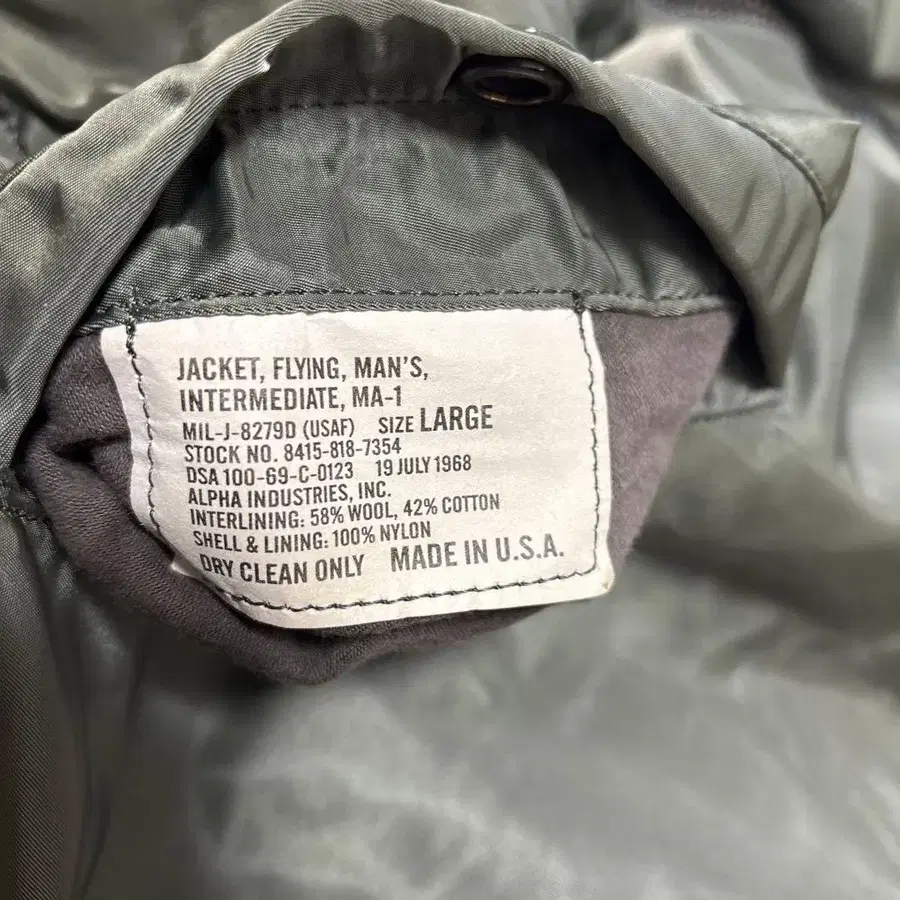 JACKET, FLYING, MAN'S,
INTERMEDIATE, MA-1
MIL-J-8279D (USAF) SIZE LARGE
STOCK NO. 8415-818-7354
DSA 100-69-C-0123 19 JULY 1968
ALPHA INDUSTRIES, INC.
INTERLINING: 58% WOOL, 42% COTTON
SHELL & LINING: 100% NYLON
DRY CLEAN ONLY MADE IN U.S.A.